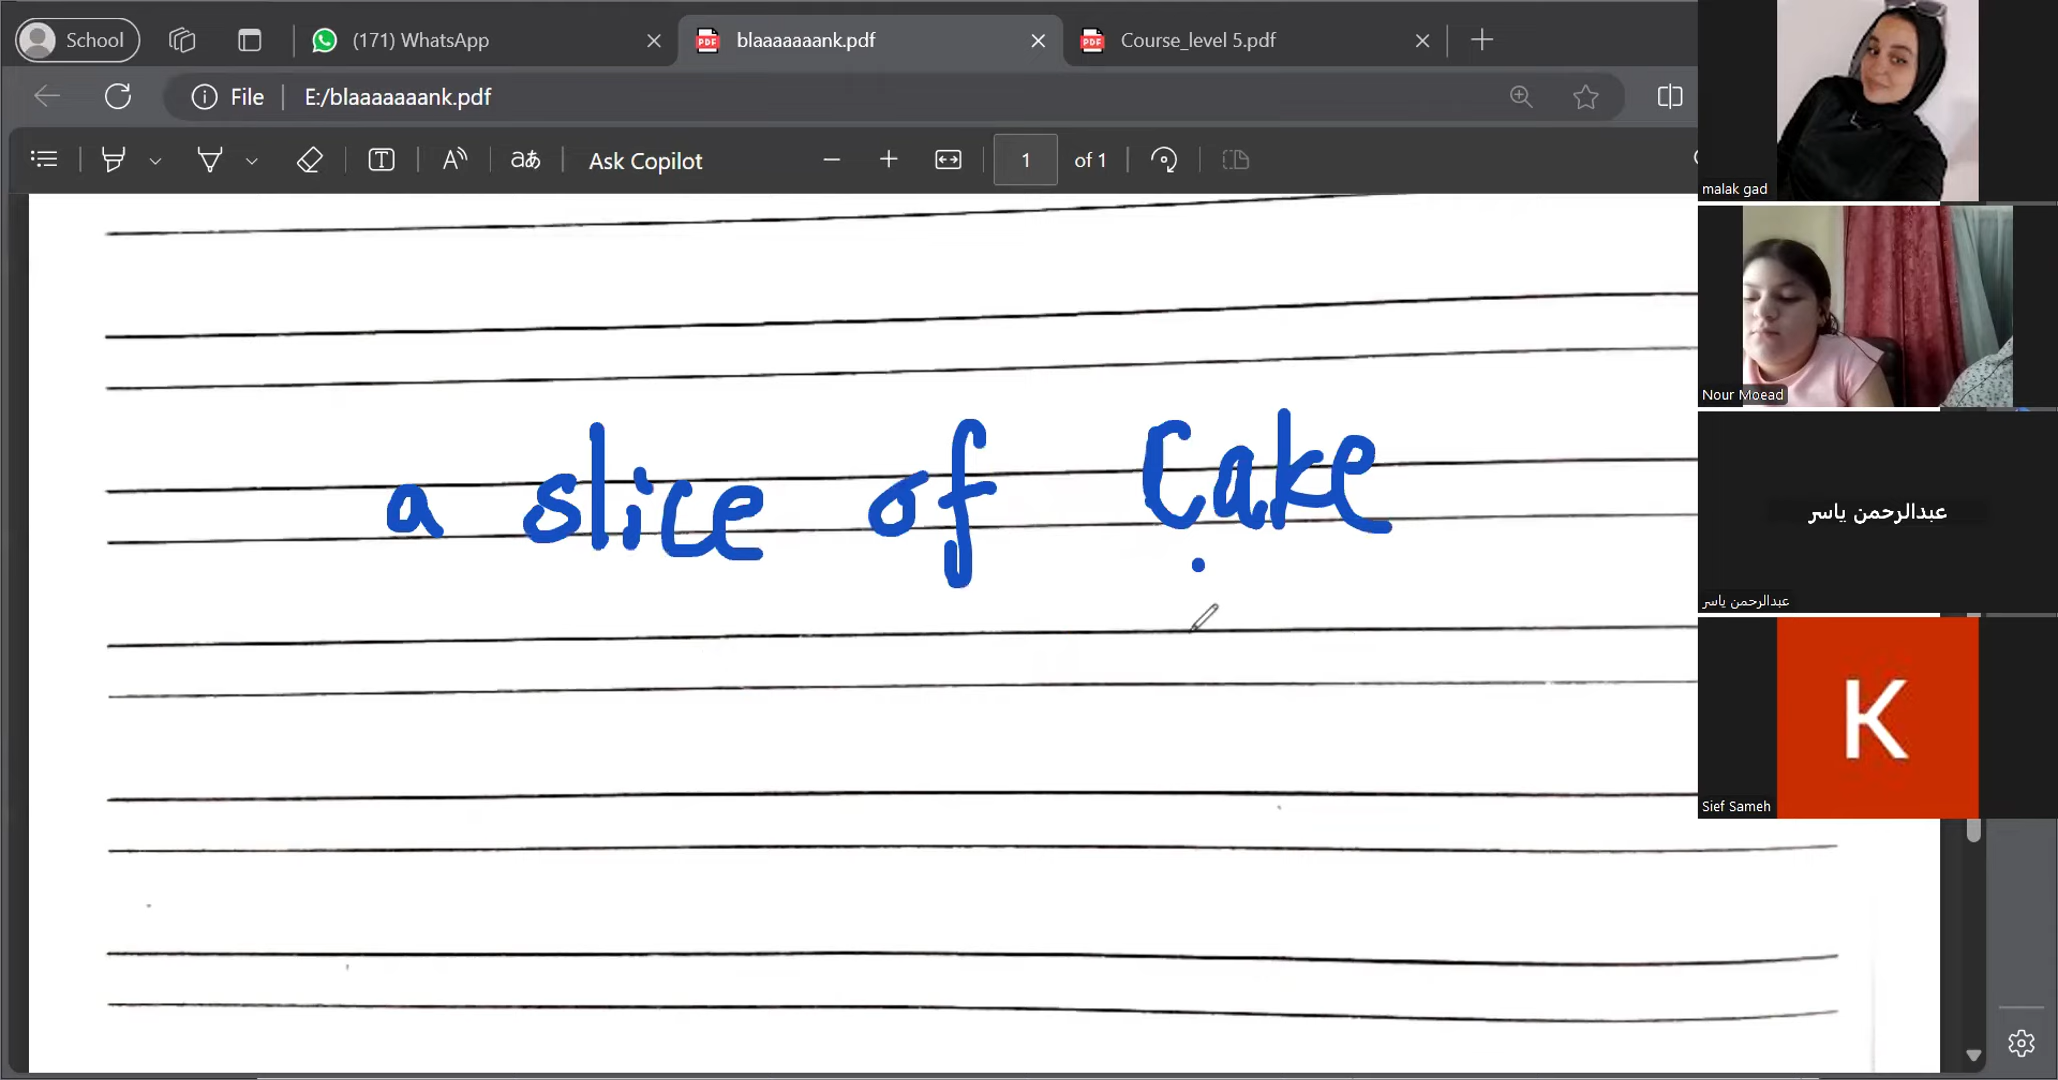 School
(171) WhatsApp
blaaaaaaank.pdf
Course_level 5.pdf
File
E:/blaaaaaaank.pdf
Ask Copilot
1 of 1
a slice of Cake
malak gad
Nour Moead
عبدالرحمن ياسر
عبدالرحمن ياسر
K
Sief Sameh